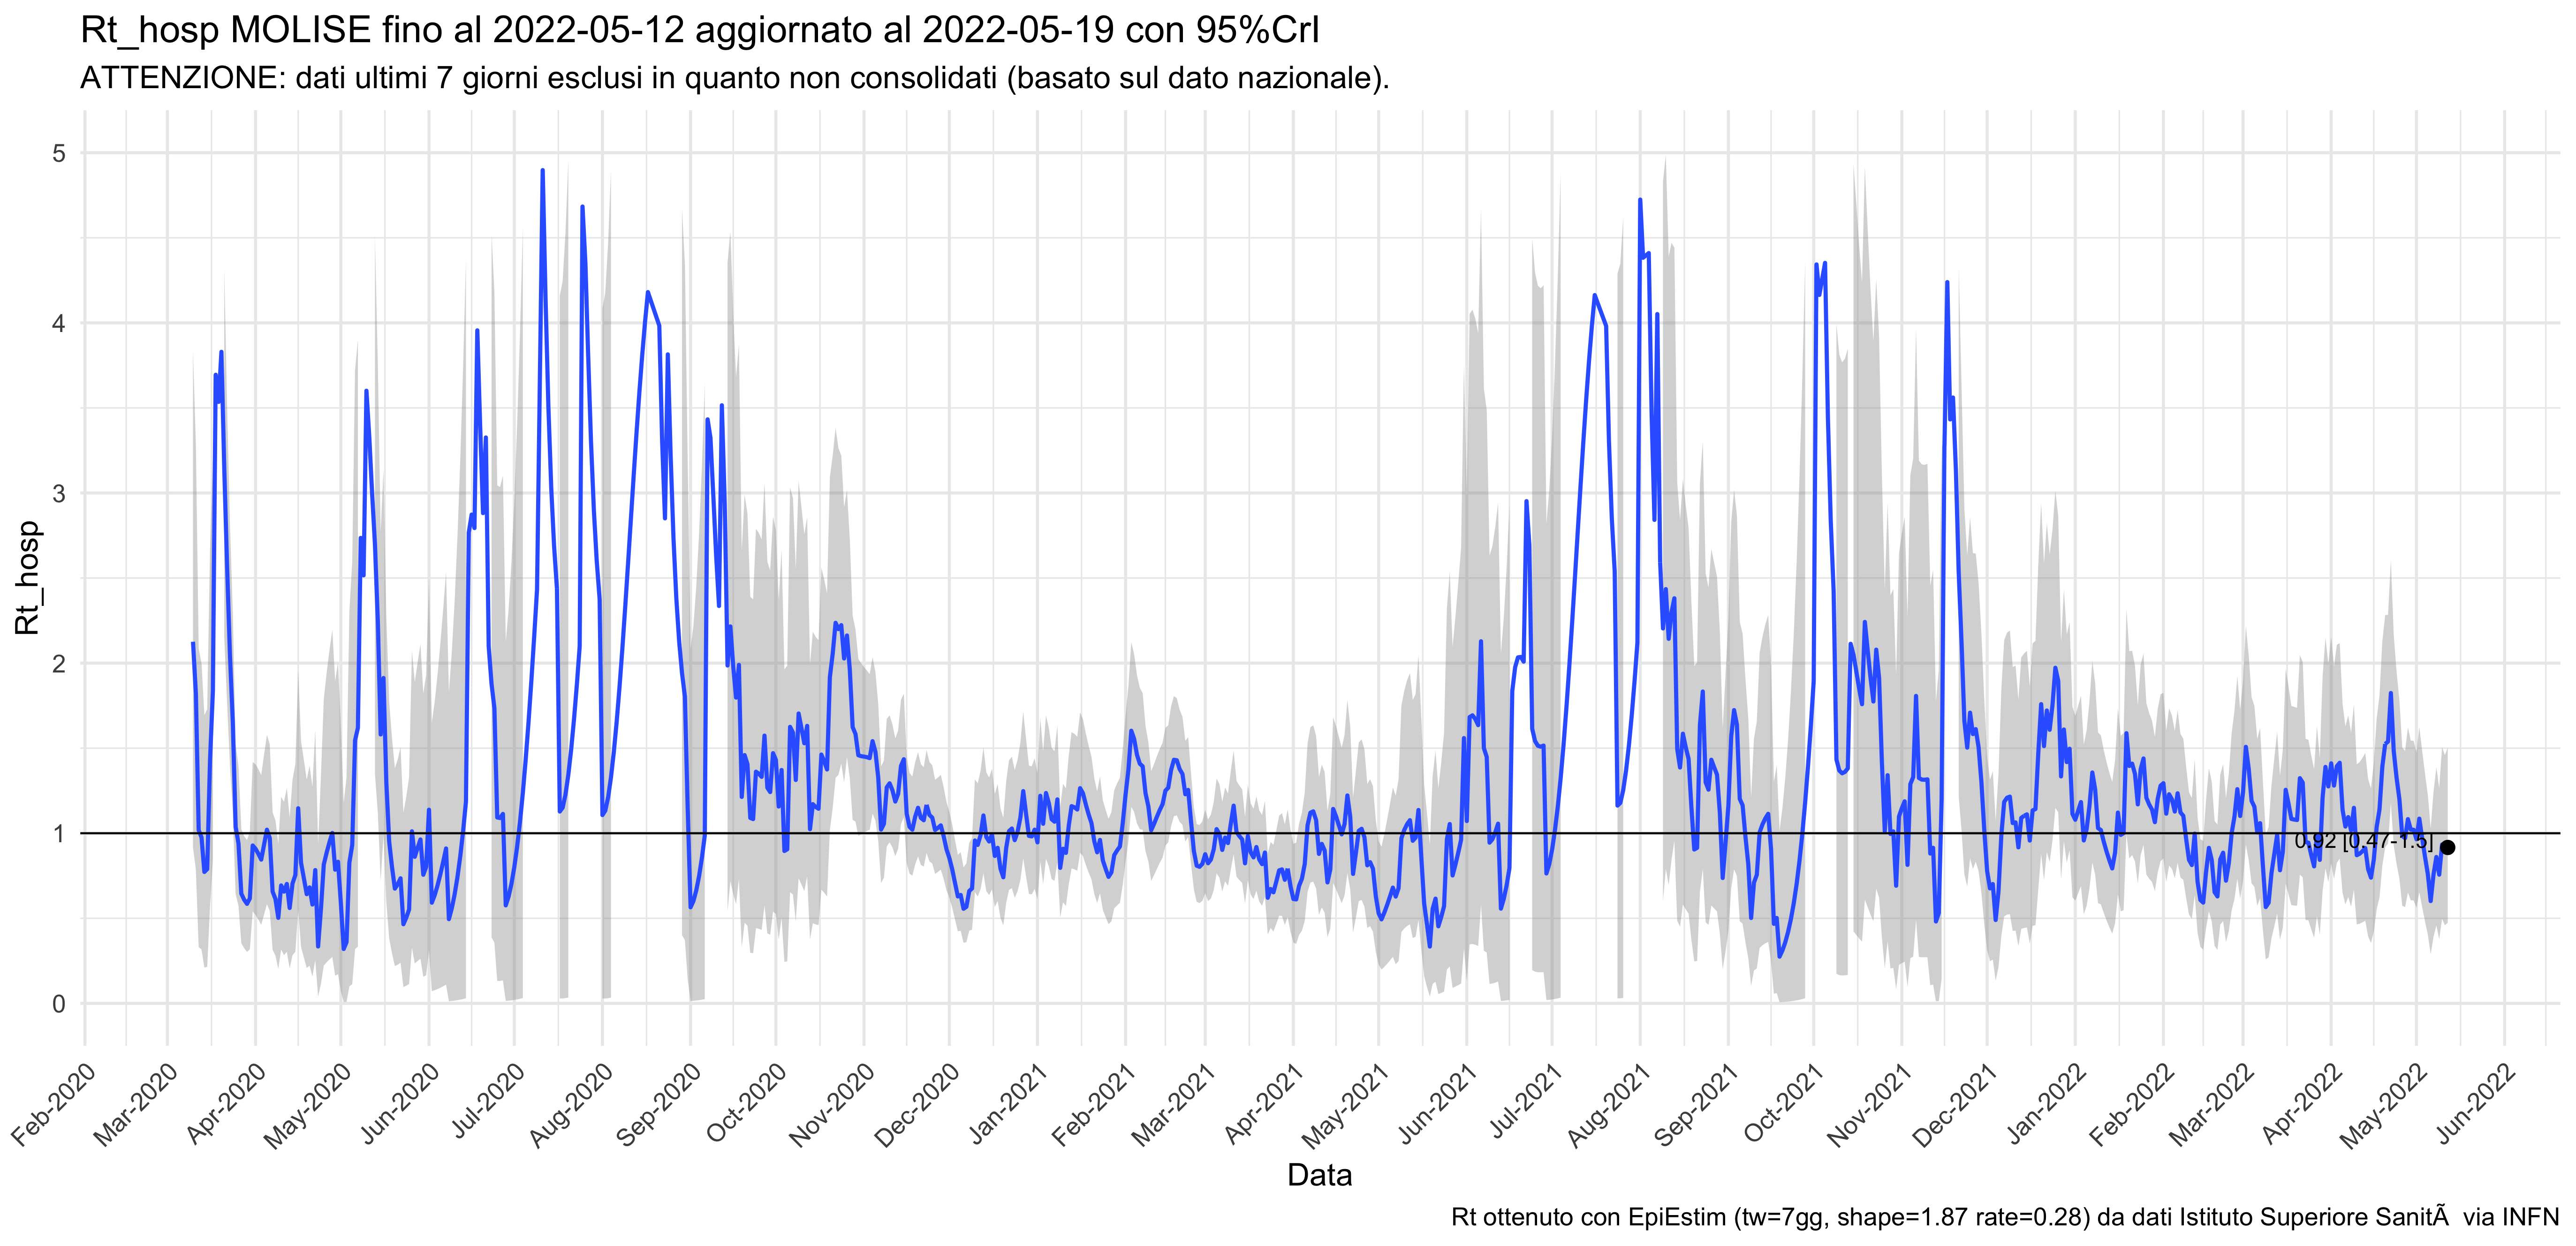 Rt_hosp MOLISE fino al 2022-05-12 aggiornato al 2022-05-19 con 95%CrI
ATTENZIONE: dati ultimi 7 giorni esclusi in quanto non consolidati (basato sul dato nazionale).
Rt_hosp
5
4
3
2
1
0
0.92 [0.47-1.5]
Feb-2020
Mar-2020
Apr-2020
May-2020
Jun-2020
Jul-2020
Aug-2020
Sep-2020
Oct-2020
Nov-2020
Dec-2020
Jan-2021
Feb-2021
Mar-2021
Apr-2021
May-2021
Jun-2021
Jul-2021
Aug-2021
Sep-2021
Oct-2021
Nov-2021
Dec-2021
Jan-2022
Feb-2022
Mar-2022
Apr-2022
May-2022
Jun-2022
Data
Rt ottenuto con EpiEstim (tw=7gg, shape=1.87 rate=0.28) da dati Istituto Superiore SanitÃ  via INFN